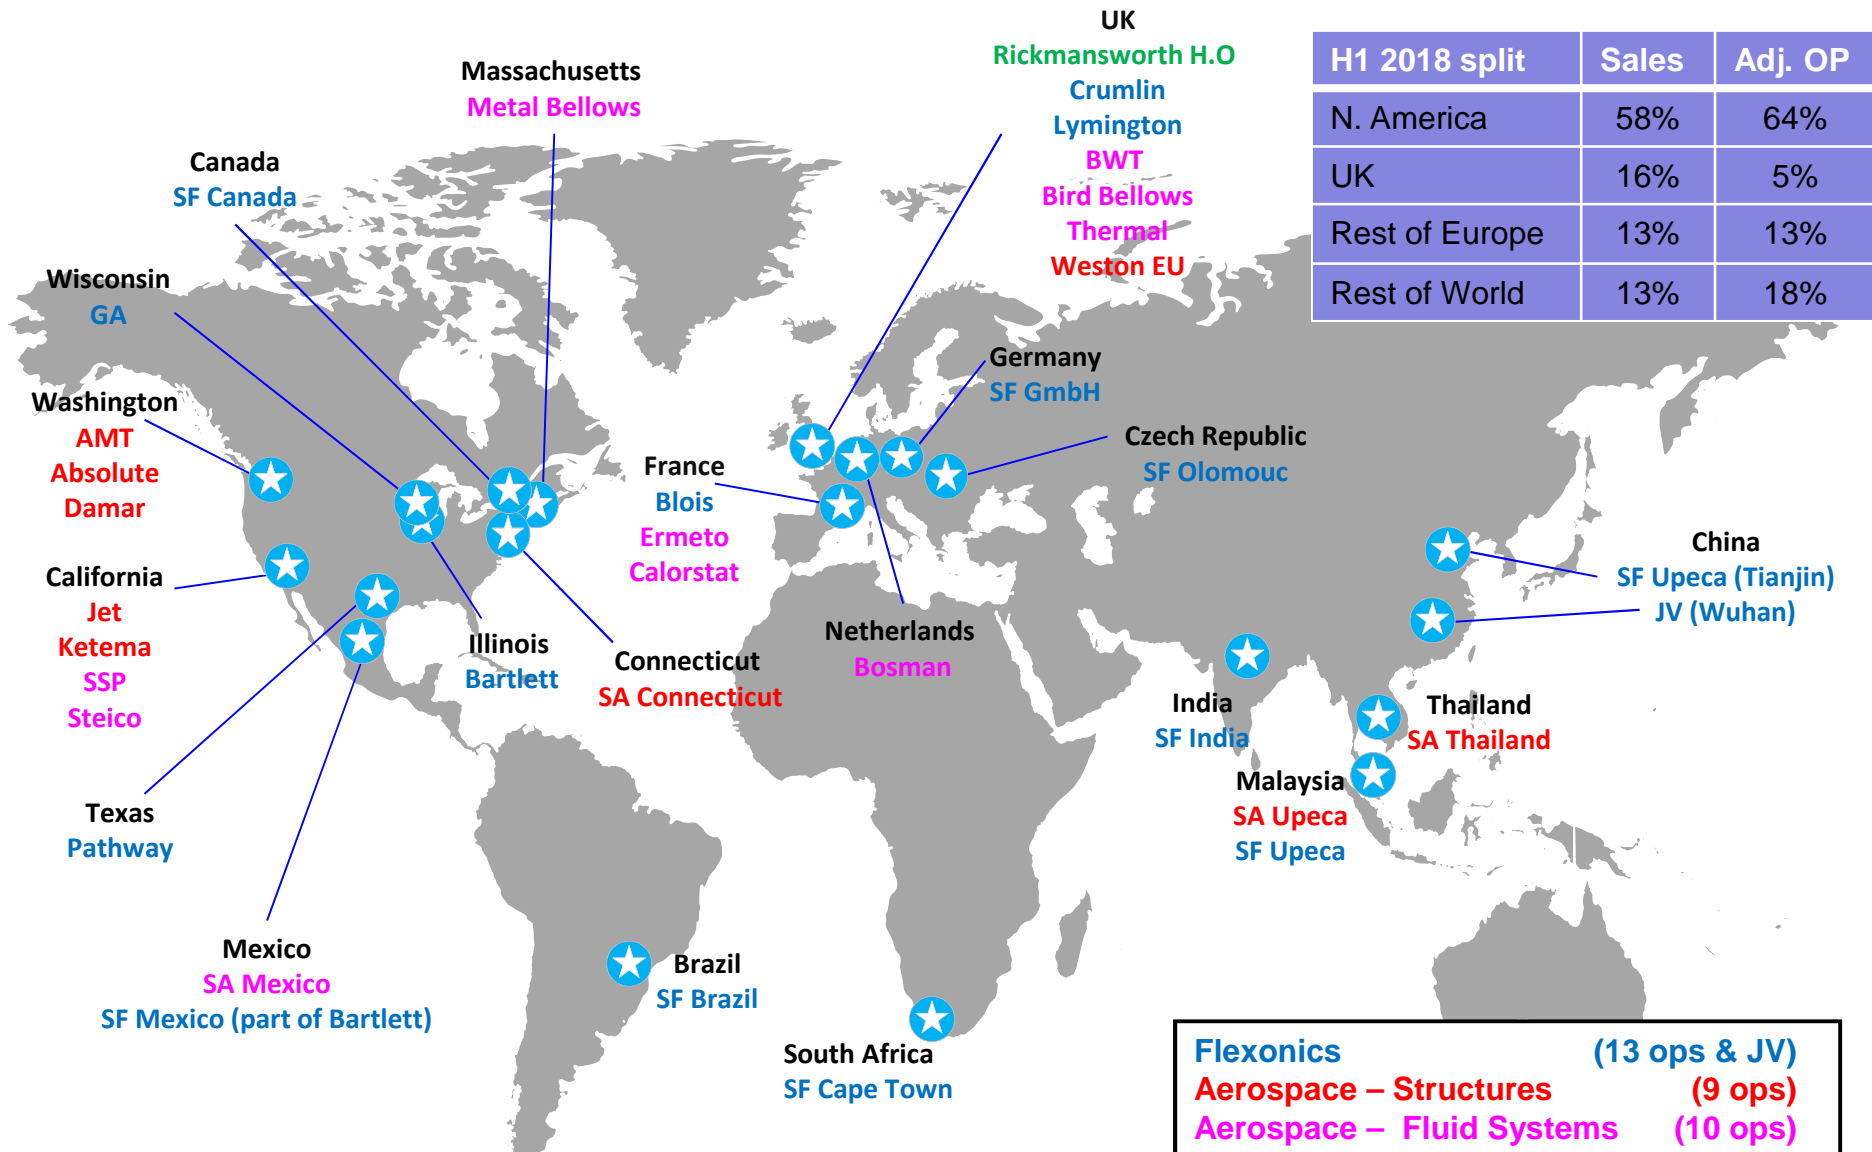 UK
Rickmansworth H.O
Crumlin
Lymington
BWT
Bird Bellows
Thermal
Weston EU
H1 2018 split Sales Adj. OP
N. America 58% 64%
UK 16% 5%
Rest of Europe 13% 13%
Rest of World 13% 18%
Massachusetts
Metal Bellows
Canada
SF Canada
Wisconsin
GA
Washington
AMT
Absolute
Damar
California
Jet
Ketema
SSP
Steico
Texas
Pathway
Mexico
SA Mexico
SF Mexico (part of Bartlett)
Illinois
Bartlett
Connecticut
SA Connecticut
France
Blois
Ermeto
Calorstat
Germany
SF GmbH
Czech Republic
SF Olomouc
Netherlands
Bosman
China
SF Upeca (Tianjin)
JV (Wuhan)
India
SF India
Thailand
SA Thailand
Malaysia
SA Upeca
SF Upeca
Brazil
SF Brazil
South Africa
SF Cape Town
Flexonics (13 ops & JV)
Aerospace – Structures (9 ops)
Aerospace – Fluid Systems (10 ops)